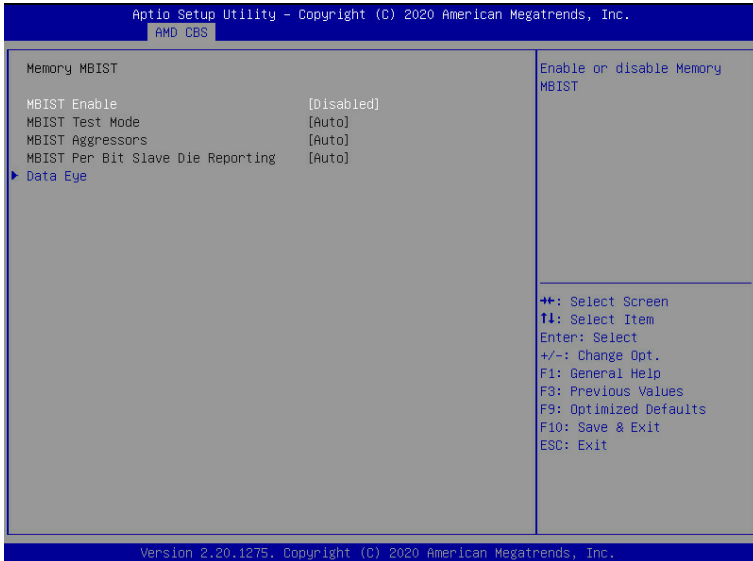 Aptio Setup Utility – Copyright (C) 2020 American Megatrends, Inc.
AMD CBS
Memory MBIST
MBIST Enable [Disabled]
MBIST Test Mode [Auto]
MBIST Aggressors [Auto]
MBIST Per Bit Slave Die Reporting [Auto]
Data Eye
Enable or disable Memory
MBIST
→←: Select Screen
↑↓: Select Item
Enter: Select
+/-: Change Opt.
F1: General Help
F3: Previous Values
F9: Optimized Defaults
F10: Save & Exit
ESC: Exit
Version 2.20.1275. Copyright (C) 2020 American Megatrends, Inc.